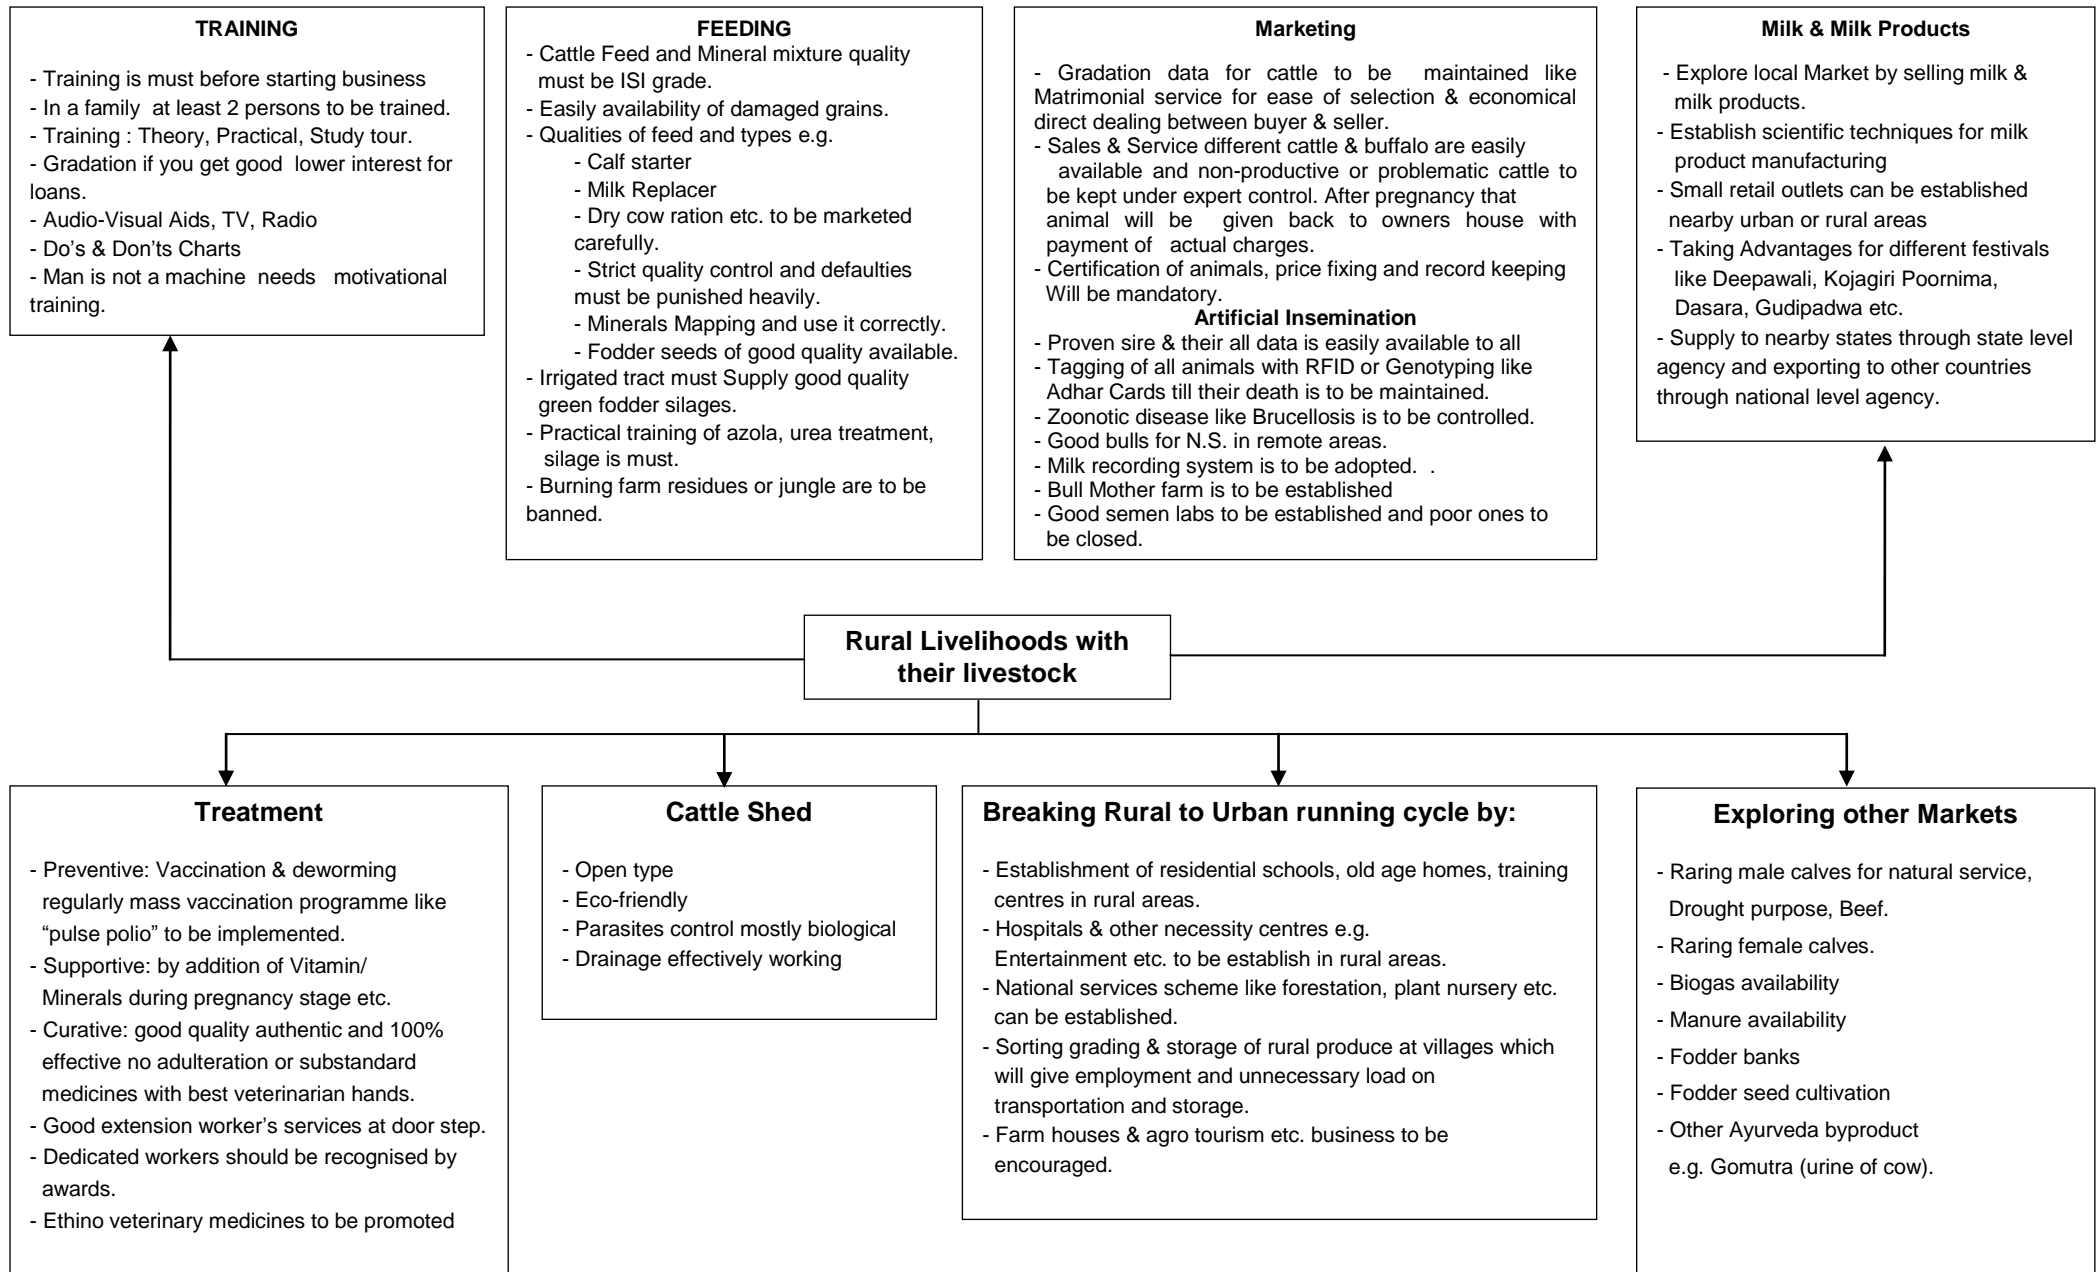 TRAINING
- Training is must before starting business
- In a family at least 2 persons to be trained.
- Training : Theory, Practical, Study tour.
- Gradation if you get good lower interest for
loans.
- Audio-Visual Aids, TV, Radio
- Do’s & Don’ts Charts
- Man is not a machine needs motivational
training.
FEEDING
- Cattle Feed and Mineral mixture quality
must be ISI grade.
- Easily availability of damaged grains.
- Qualities of feed and types e.g.
- Calf starter
- Milk Replacer
- Dry cow ration etc. to be marketed
carefully.
- Strict quality control and defaulties
must be punished heavily.
- Minerals Mapping and use it correctly.
- Fodder seeds of good quality available.
- Irrigated tract must Supply good quality
green fodder silages.
- Practical training of azola, urea treatment,
silage is must.
- Burning farm residues or jungle are to be
banned.
Marketing
- Gradation data for cattle to be maintained like
Matrimonial service for ease of selection & economical
direct dealing between buyer & seller.
- Sales & Service different cattle & buffalo are easily
available and non-productive or problematic cattle to
be kept under expert control. After pregnancy that
animal will be given back to owners house with
payment of actual charges.
- Certification of animals, price fixing and record keeping
Will be mandatory.
Artificial Insemination
- Proven sire & their all data is easily available to all
- Tagging of all animals with RFID or Genotyping like
Adhar Cards till their death is to be maintained.
- Zoonotic disease like Brucellosis is to be controlled.
- Good bulls for N.S. in remote areas.
- Milk recording system is to be adopted. .
- Bull Mother farm is to be established
- Good semen labs to be established and poor ones to
be closed.
Milk & Milk Products
- Explore local Market by selling milk &
milk products.
- Establish scientific techniques for milk
product manufacturing
- Small retail outlets can be established
nearby urban or rural areas
- Taking Advantages for different festivals
like Deepawali, Kojagiri Poornima,
Dasara, Gudipadwa etc.
- Supply to nearby states through state level
agency and exporting to other countries
through national level agency.
Rural Livelihoods with
their livestock
Treatment
- Preventive: Vaccination & deworming
regularly mass vaccination programme like
“pulse polio” to be implemented.
- Supportive: by addition of Vitamin/
Minerals during pregnancy stage etc.
- Curative: good quality authentic and 100%
effective no adulteration or substandard
medicines with best veterinarian hands.
- Good extension worker’s services at door step.
- Dedicated workers should be recognised by
awards.
- Ethino veterinary medicines to be promoted
Cattle Shed
- Open type
- Eco-friendly
- Parasites control mostly biological
- Drainage effectively working
Breaking Rural to Urban running cycle by:
- Establishment of residential schools, old age homes, training
centres in rural areas.
- Hospitals & other necessity centres e.g.
Entertainment etc. to be establish in rural areas.
- National services scheme like forestation, plant nursery etc.
can be established.
- Sorting grading & storage of rural produce at villages which
will give employment and unnecessary load on
transportation and storage.
- Farm houses & agro tourism etc. business to be
encouraged.
Exploring other Markets
- Raring male calves for natural service,
Drought purpose, Beef.
- Raring female calves.
- Biogas availability
- Manure availability
- Fodder banks
- Fodder seed cultivation
- Other Ayurveda byproduct
e.g. Gomutra (urine of cow).